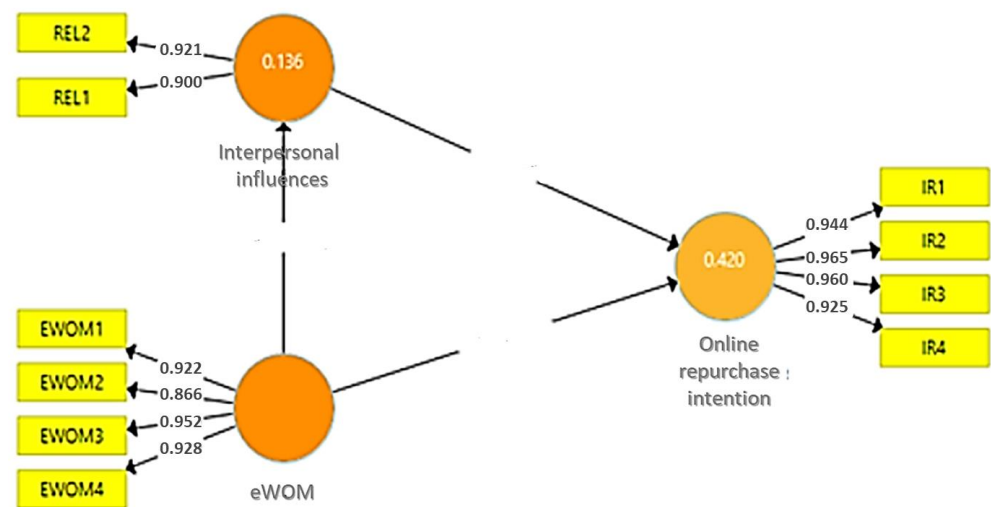 REL2
0.921
0.136
0.900
REL1
Interpersonal
influences
IR1
0.944
IR2
0.965
0.420
0.960
IR3
0.925
IR4
Online
repurchase :
intention
EWOM1
0.922
EWOM2
0.866
0.952
EWOM3
0.928
EWOM4
eWOM